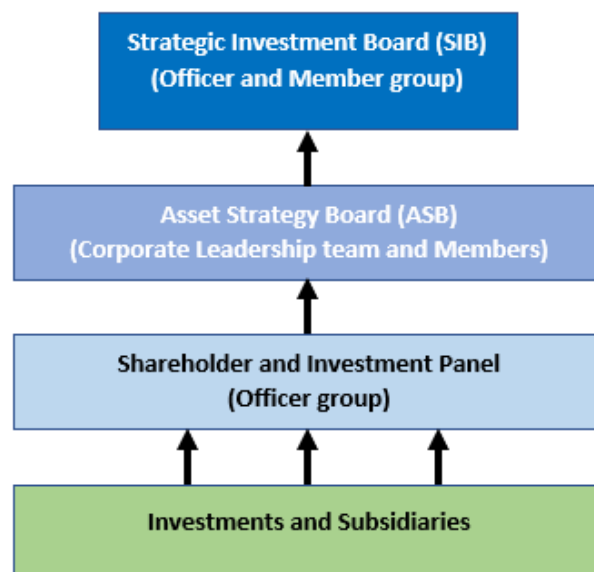 Strategic Investment Board (SIB)
(Officer and Member group)
Asset Strategy Board (ASB)
(Corporate Leadership team and Members)
Shareholder and Investment Panel
(Officer group)
Investments and Subsidiaries